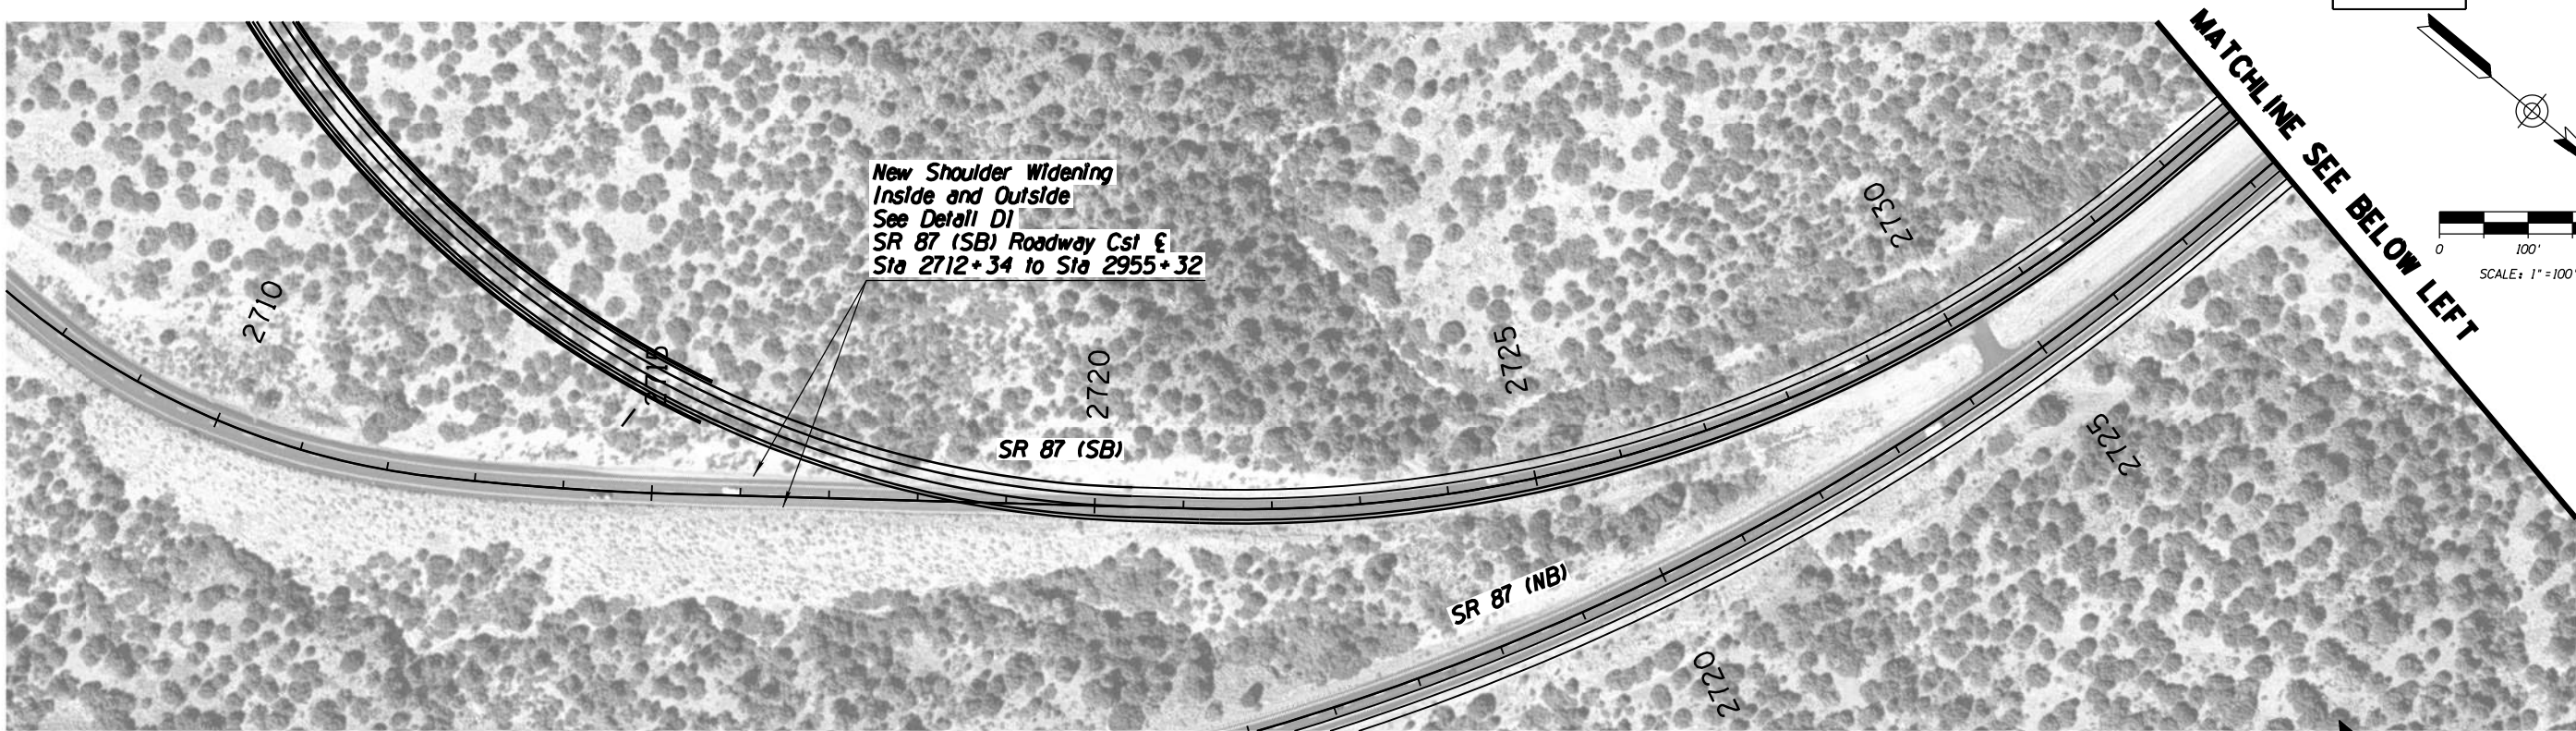 New Shoulder Widening
Inside and Outside
See Detail D1
SR 87 (SB) Roadway Cst ℄
Sta 2712+34 to Sta 2955+32
2710
2715
2720
2725
2730
SR 87 (SB)
SR 87 (NB)
2720
2725
MATCHLINE SEE BELOW LEFT
0
100'
SCALE: 1"=100'